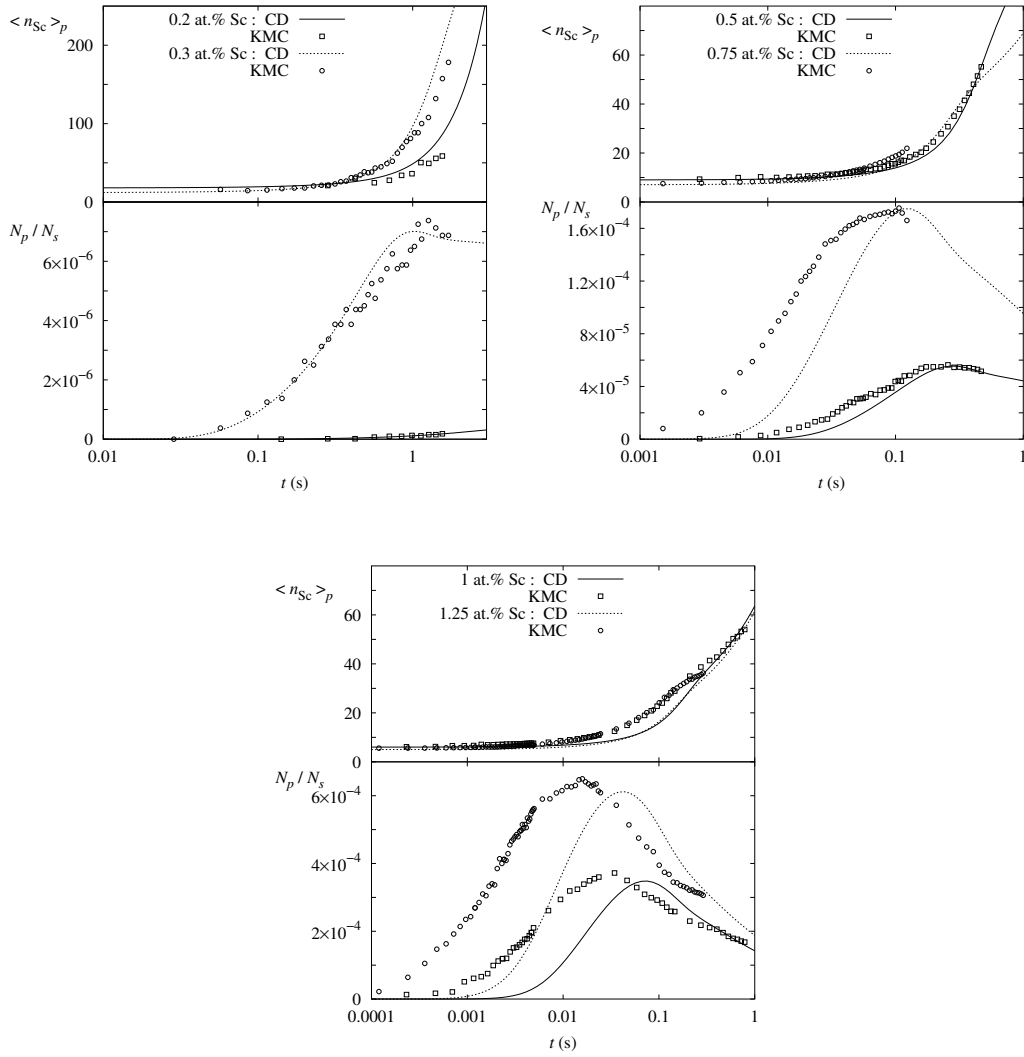 < n_Sc >_p
0.2 at.% Sc : CD
KMC
0.3 at.% Sc : CD
KMC
250
200
150
100
50
0
N_p / N_s
6×10⁻⁶
4×10⁻⁶
2×10⁻⁶
0
0.01 0.1 1
t (s)
< n_Sc >_p
0.5 at.% Sc : CD
KMC
0.75 at.% Sc : CD
KMC
80
60
40
20
0
N_p / N_s
1.6×10⁻⁴
1.2×10⁻⁴
8×10⁻⁵
4×10⁻⁵
0
0.001 0.01 0.1 1
t (s)
< n_Sc >_p
1 at.% Sc : CD
KMC
1.25 at.% Sc : CD
KMC
60
40
20
0
N_p / N_s
6×10⁻⁴
4×10⁻⁴
2×10⁻⁴
0
0.0001 0.001 0.01 0.1 1
t (s)